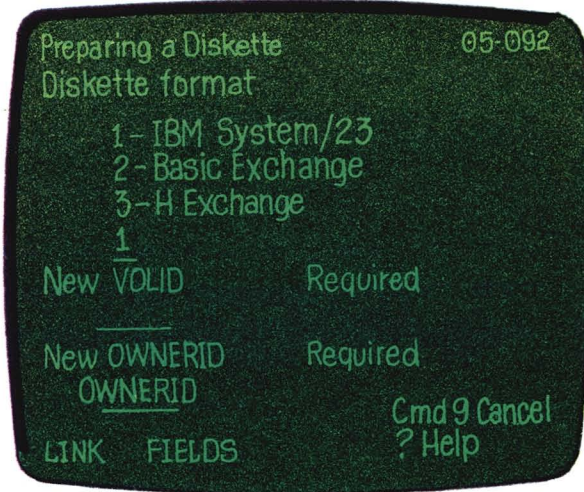 Preparing a Diskette 05-092
Diskette format
1-IBM System/23
2-Basic Exchange
3-H Exchange
1
New VOLID Required
New OWNERID Required
OWNERID
Cmd 9 Cancel
LINK FIELDS ? Help